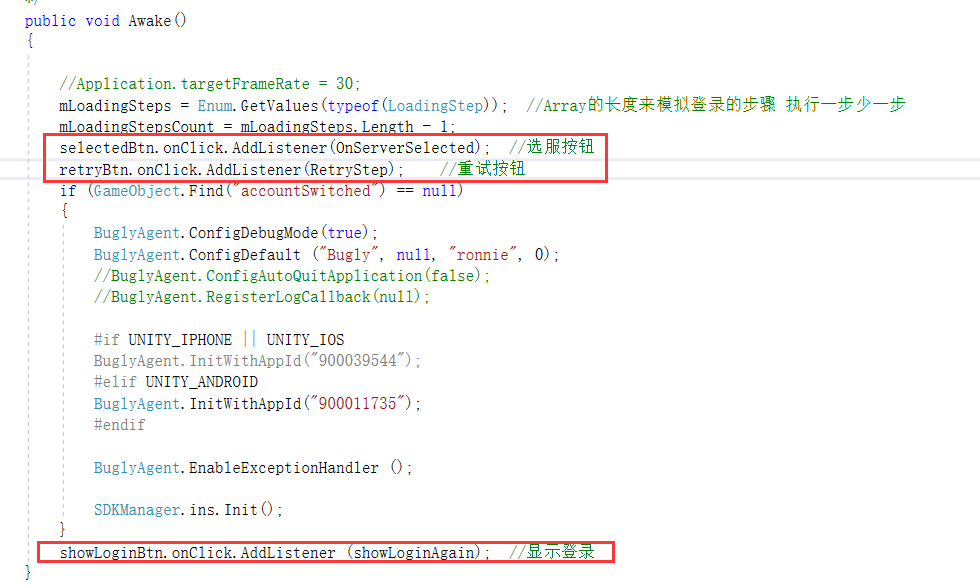 */
public void Awake()
{
//Application.targetFrameRate = 30;
mLoadingSteps = Enum.GetValues(typeof(LoadingStep)); //Array的长度来模拟登录的步骤 执行一步少一步
mLoadingStepsCount = mLoadingSteps.Length - 1;
selectedBtn.onClick.AddListener(OnServerSelected); //选服按钮
retryBtn.onClick.AddListener(RetryStep); //重试按钮
if (GameObject.Find("accountSwitched") == null)
{
BuglyAgent.ConfigDebugMode(true);
BuglyAgent.ConfigDefault ("Bugly", null, "ronnie", 0);
//BuglyAgent.ConfigAutoQuitApplication(false);
//BuglyAgent.RegisterLogCallback(null);
#if UNITY_IPHONE || UNITY_IOS
BuglyAgent.InitWithAppId("900039544");
#elif UNITY_ANDROID
BuglyAgent.InitWithAppId("900011735");
#endif
BuglyAgent.EnableExceptionHandler ();
SDKManager.ins.Init();
}
showLoginBtn.onClick.AddListener (showLoginAgain); //显示登录
}